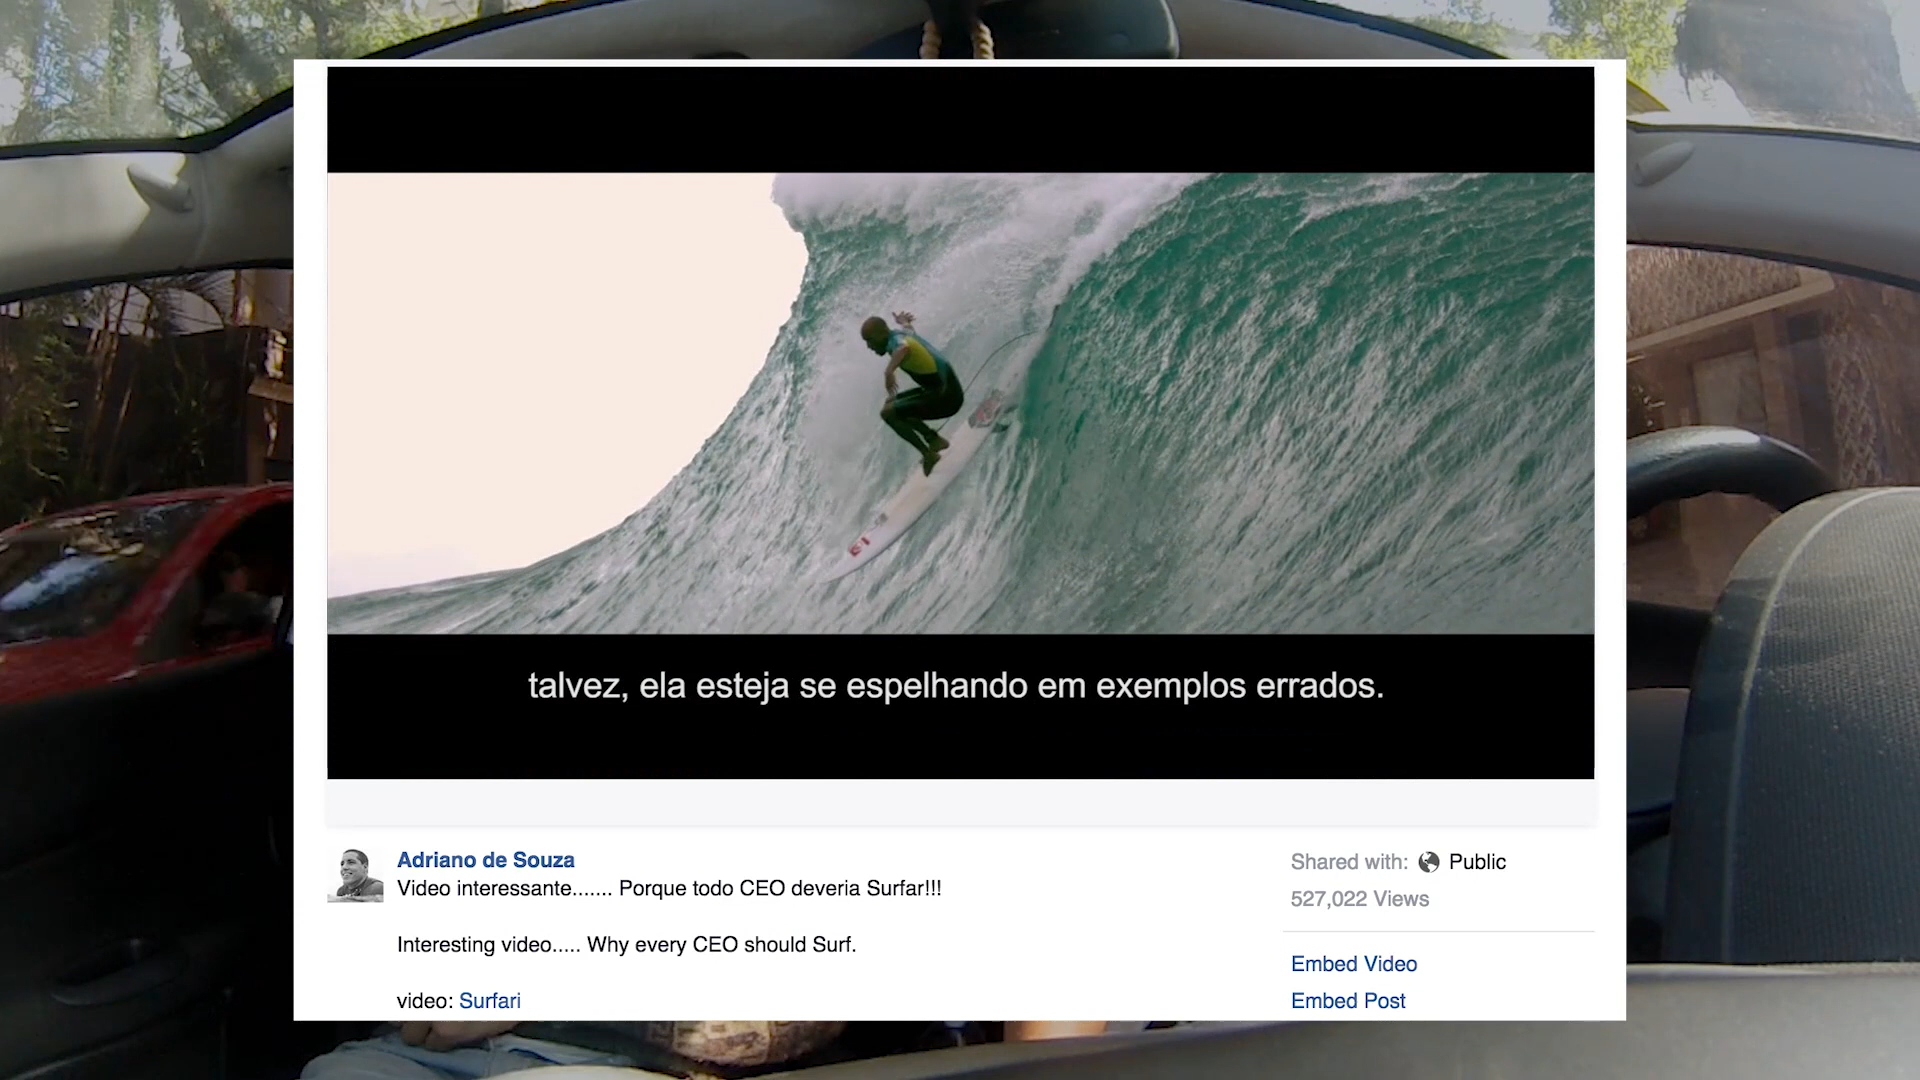 talvez, ela esteja se espelhando em exemplos errados.
Adriano de Souza
Video interessante....... Porque todo CEO deveria Surfar!!!
Interesting video..... Why every CEO should Surf.
video: Surfari
Shared with: Public
527,022 Views
Embed Video
Embed Post